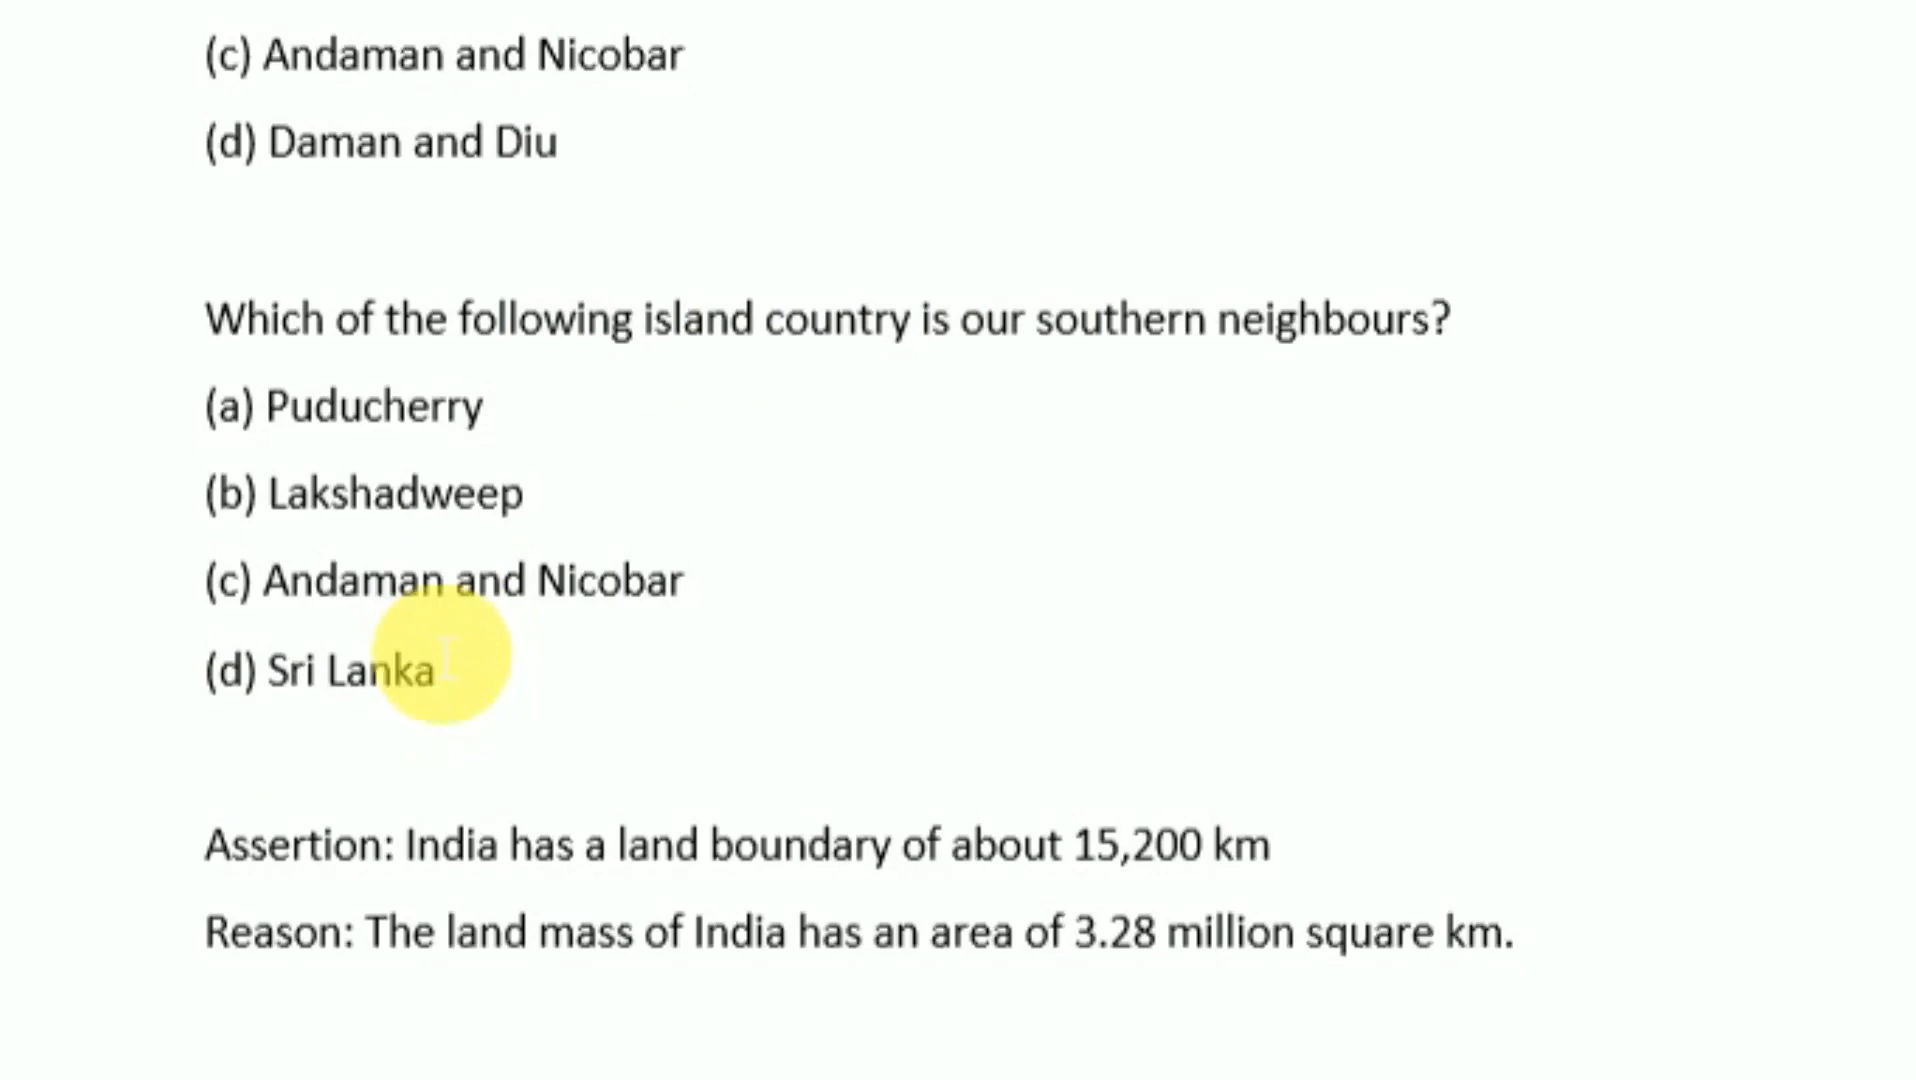 (c) Andaman and Nicobar
(d) Daman and Diu
Which of the following island country is our southern neighbours?
(a) Puducherry
(b) Lakshadweep
(c) Andaman and Nicobar
(d) Sri Lanka
Assertion: India has a land boundary of about 15,200 km
Reason: The land mass of India has an area of 3.28 million square km.